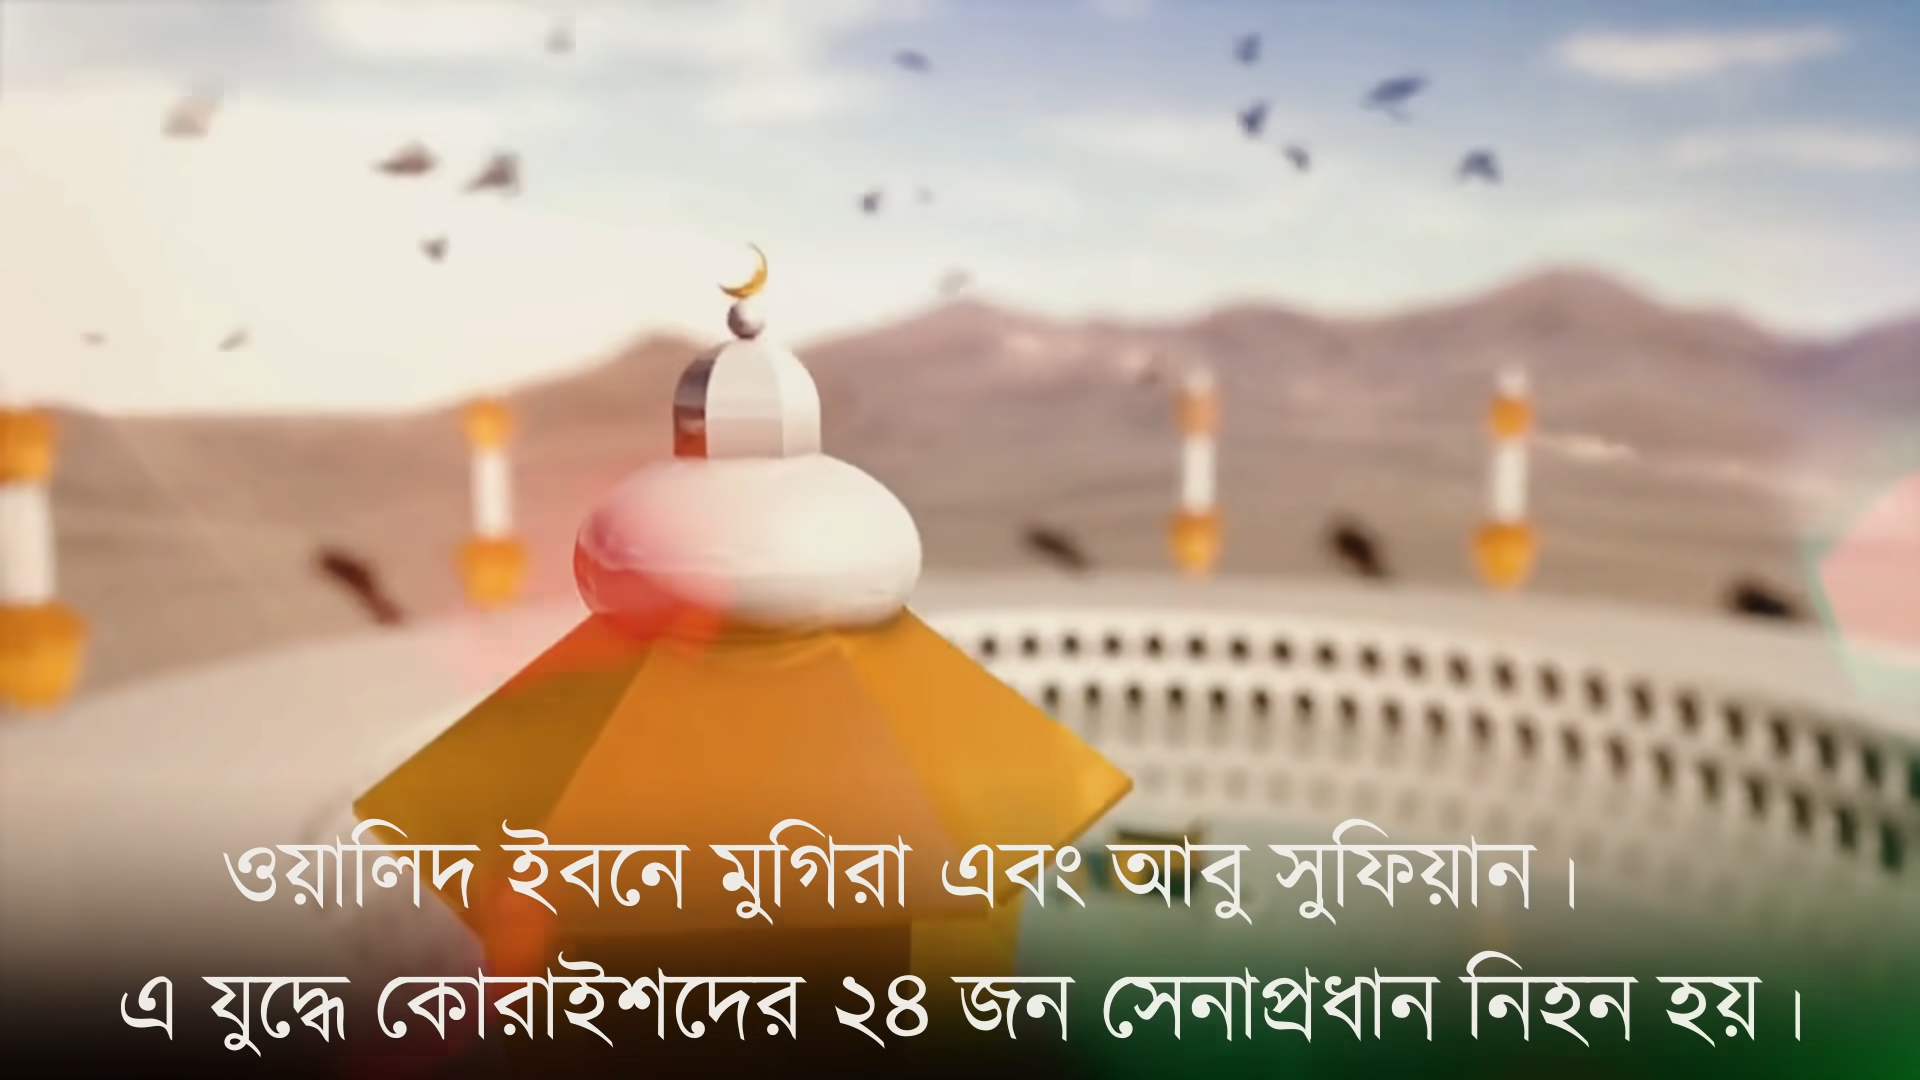 ওয়ালিদ ইবনে মুগিরা এবং আবু সুফিয়ান।
এ যুদ্ধে কোরাইশদের ২৪ জন সেনাপ্রধান নিহন হয়।